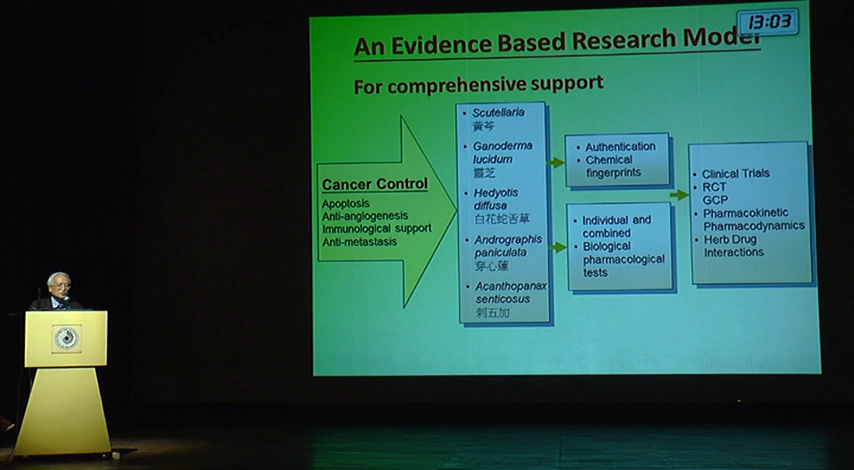 13:03
An Evidence Based Research Model
For comprehensive support
Cancer Control
Apoptosis
Anti-angiogenesis
Immunological support
Anti-metastasis
• Scutellaria
黃芩
• Ganoderma
lucidum
靈芝
• Hedyotis
diffusa
白花蛇舌草
• Andrographis
paniculata
穿心蓮
• Acanthopanax
senticosus
刺五加
• Authentication
• Chemical
fingerprints
• Individual and
combined
• Biological
pharmacological
tests
• Clinical Trials
• RCT
GCP
• Pharmacokinetic
Pharmacodynamics
• Herb Drug
Interactions